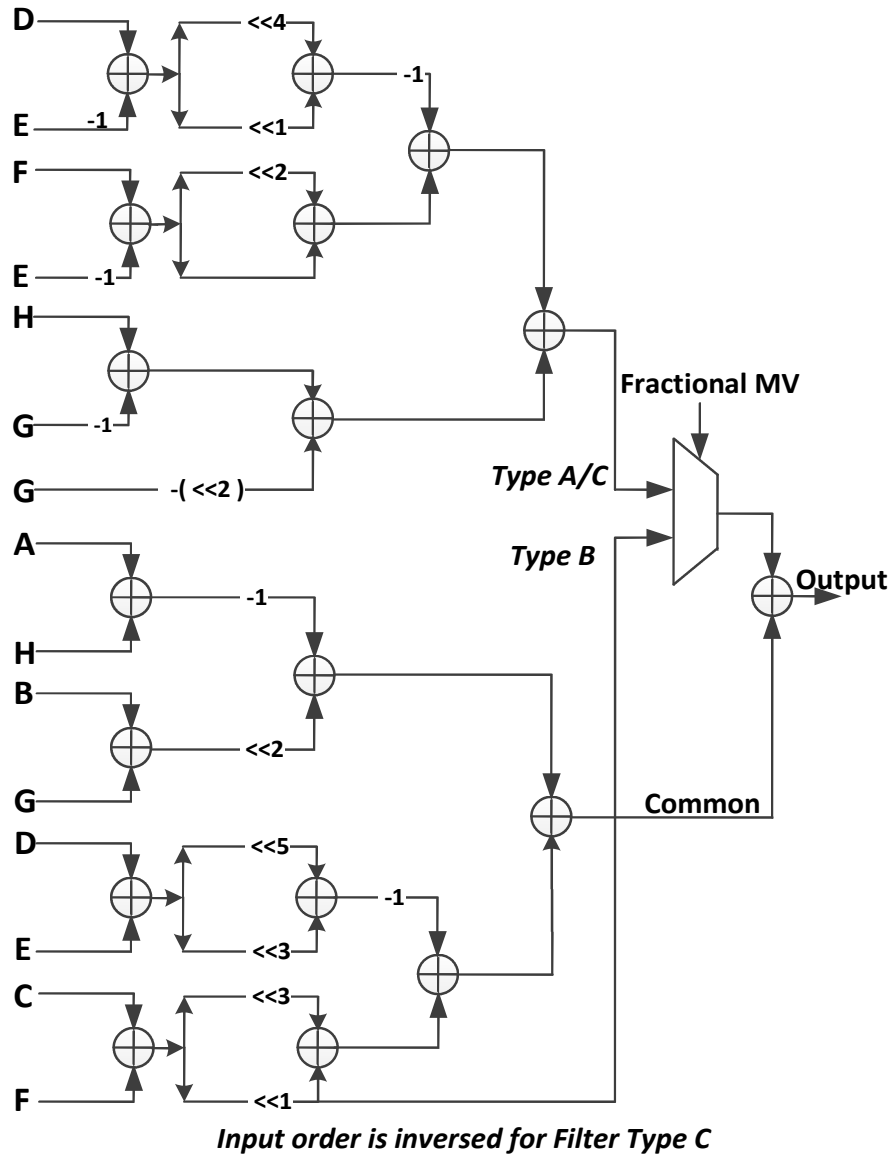 D
<<4
-1
E
-1
<<1
F
<<2
E
-1
H
G
-1
Fractional MV
G
-( <<2 )
Type A/C
A
Type B
-1
Output
H
B
<<2
G
Common
D
<<5
-1
E
<<3
C
<<3
F
<<1
Input order is inversed for Filter Type C